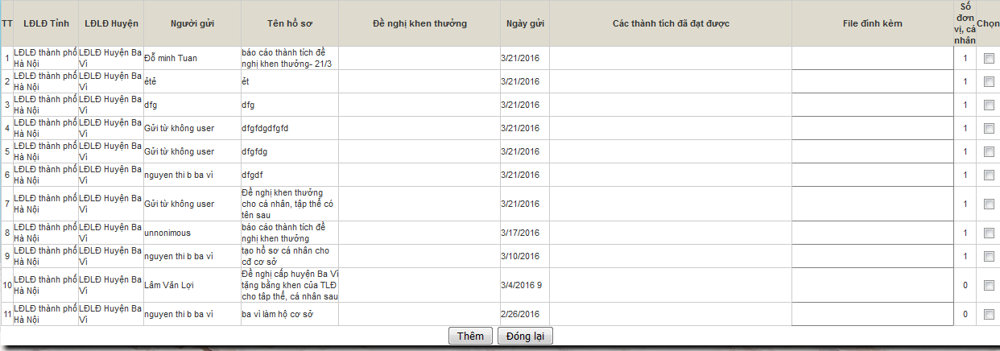 TT LĐLĐ Tỉnh LĐLĐ Huyện Người gửi Tên hồ sơ Đề nghị khen thưởng Ngày gửi Các thành tích đã đạt được File đính kèm Số đơn vị, cá nhân Chọn
1 LĐLĐ thành phố Hà Nội LĐLĐ Huyện Ba Vì Đỗ minh Tuan báo cáo thành tích đề nghị khen thưởng- 21/3 3/21/2016 1
2 LĐLĐ thành phố Hà Nội LĐLĐ Huyện Ba Vì ètè ét 3/21/2016 1
3 LĐLĐ thành phố Hà Nội LĐLĐ Huyện Ba Vì dfg dfg 3/21/2016 1
4 LĐLĐ thành phố Hà Nội LĐLĐ Huyện Ba Vì Gửi từ không user dfgfdgdfgfd 3/21/2016 1
5 LĐLĐ thành phố Hà Nội LĐLĐ Huyện Ba Vì Gửi từ không user dfgfdg 3/21/2016 1
6 LĐLĐ thành phố Hà Nội LĐLĐ Huyện Ba Vì nguyen thi b ba vì dfgdf 3/21/2016 1
7 LĐLĐ thành phố Hà Nội LĐLĐ Huyện Ba Vì Gửi từ không user Đề nghị khen thưởng cho cá nhân, tập thể có tên sau 3/21/2016 1
8 LĐLĐ thành phố Hà Nội LĐLĐ Huyện Ba Vì unnonimous báo cáo thành tích đề nghị khen thưởng 3/17/2016 1
9 LĐLĐ thành phố Hà Nội LĐLĐ Huyện Ba Vì nguyen thi b ba vì tạo hồ sơ cá nhân cho cđ cơ sở 3/10/2016 1
10 LĐLĐ thành phố Hà Nội LĐLĐ Huyện Ba Vì Lâm Văn Lợi Đề nghị cấp huyện Ba Vì tặng bằng khen của TLĐ cho tâp thể, cá nhân sau 3/4/2016 9 0
11 LĐLĐ thành phố Hà Nội LĐLĐ Huyện Ba Vì nguyen thi b ba vì ba vì làm hộ cơ sở 2/26/2016 0
Thêm Đóng lại